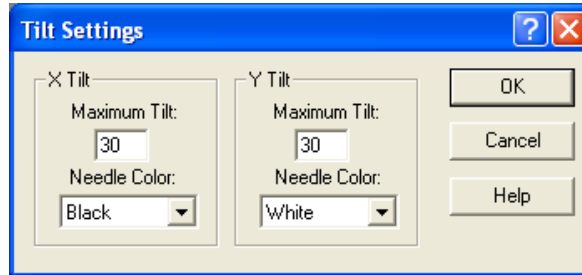 Tilt Settings
X Tilt
Maximum Tilt:
30
Needle Color:
Black
Y Tilt
Maximum Tilt:
30
Needle Color:
White
OK
Cancel
Help